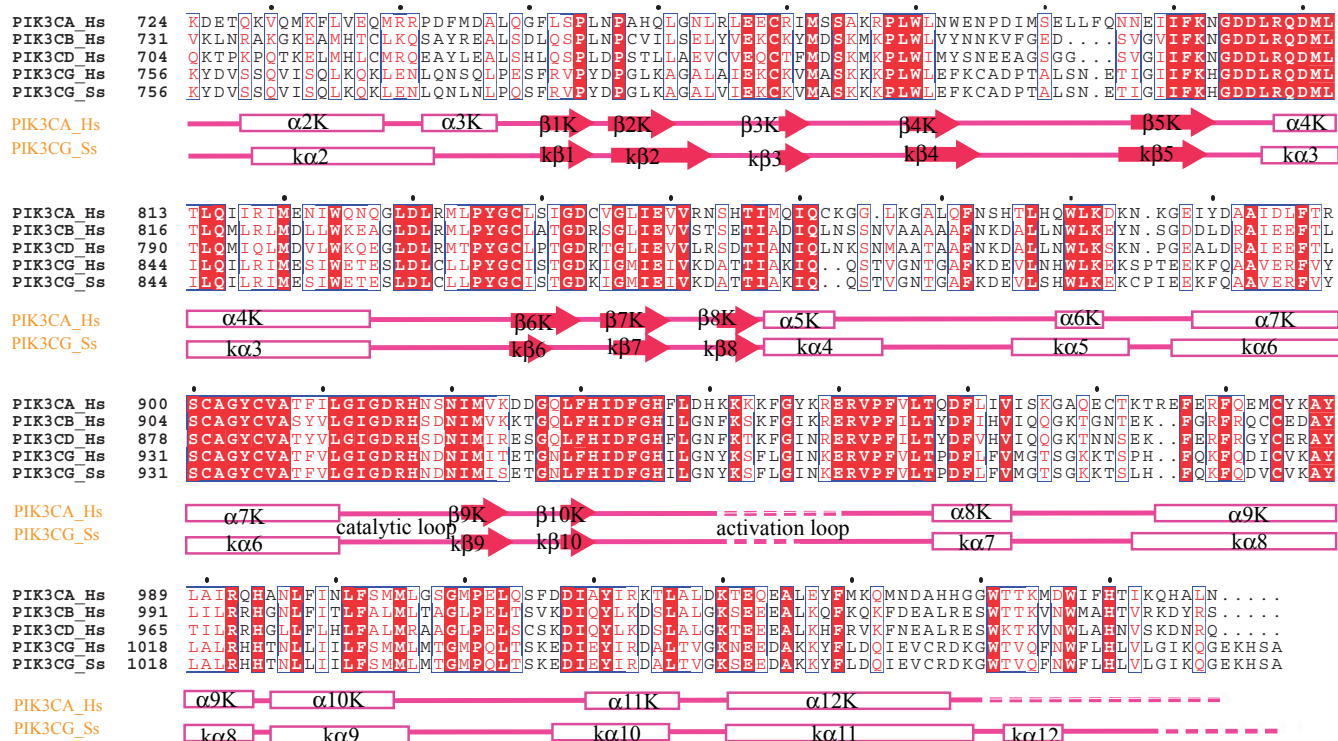 PIK3CA_Hs 724 KDETQKVQMKFLVEQMRRPDFMDALQGFLSPLNPAHQLGNLRLEECRIMSSAKRPLWLNWENPDIMSELLFQNNEIIFKNGDDLRQDML
PIK3CB_Hs 731 VKLNRAKGKEAMHTCLKQSAYREALSDLQSPLNPCVILSELYVEKCKYMDSKMKPLWLVYNNKVFGED....SVGVIFKNGDDLRQDML
PIK3CD_Hs 704 QKTPKPQTKELMHLCMRQEAYLEALSHLQSPLDPSTLLAEVCVEQCTFMDSKMKPLWIMYSNEEAGSGG...SVGIIFKNGDDLRQDML
PIK3CG_Hs 756 KYDVSSQVISQLKQKLENLQNSQLPESFRVPYDPGLKAGALAIEKCKVMASKKKPLWLEFKCADPTALSN.ETIGIIFKHGDDLRQDML
PIK3CG_Ss 756 KYDVSSQVISQLKQKLENLQNLNLPQSFRVPYDPGLKAGALVIEKCKVMASKKKPLWLEFKCADPTALSN.ETIGIIFKHGDDLRQDML
PIK3CA_Hs α2K α3K β1K β2K β3K β4K β5K α4K
PIK3CG_Ss kα2 kβ1 kβ2 kβ3 kβ4 kβ5 kα3
PIK3CA_Hs 813 TLQIIRIMENIWQNQGLDLRMLPYGCLSIGDCVGLIEVVRNSHTIMQIQCKGG.LKGALQFNSHTLHQWLKDKN.KGEIYDAAIDLFTR
PIK3CB_Hs 816 TLQMLRLMDLLWKEAGLDLRMLPYGCLATGDRSGLIEVVSTSETIADIQLNSSNVAAAAAFNKDALLNWLKEYN.SGDDLDRAIEEFTL
PIK3CD_Hs 790 TLQMIQLMDVLWKQEGLDLRMTPYGCLPTGDRTGLIEVVLRSDTIANIQLNKSNMAATAAFNKDALLNWLKSKN.PGEALDRAIEEFTL
PIK3CG_Hs 844 ILQILRIMESIWETESLDLCLLPYGCISTGDKIGMIEIVKDATTIAKIQ..QSTVGNTGAFKDEVLNHWLKEKSPTEEKFQAAVERFVY
PIK3CG_Ss 844 ILQILRIMESIWETESLDLCLLPYGCISTGDKIGMIEIVKDATTIAKIQ..QSTVGNTGAFKDEVLSHWLKEKCPIEEKFQAAVERFVY
PIK3CA_Hs α4K β6K β7K β8K α5K α6K α7K
PIK3CG_Ss kα3 kβ6 kβ7 kβ8 kα4 kα5 kα6
PIK3CA_Hs 900 SCAGYCVATFILGIGDRHNSNIMVKDDGQLFHIDFGHFLDHKKKKFGYKRERVPFVLTQDFLIVISKGAQECTKTREFERFQEMCYKAY
PIK3CB_Hs 904 SCAGYCVASYVLGIGDRHSDNIMVKKTGQLFHIDFGHILGNFKSKFGIKRERVPFILTYDFIHVIQQGKTGNTEK..FGRFRQCCEDAY
PIK3CD_Hs 878 SCAGYCVATYVLGIGDRHSDNIMIRESGQLFHIDFGHFLGNFKTKFGINRERVPFILTYDFVHVIQQGKTNNSEK..FERFRGYCERAY
PIK3CG_Hs 931 SCAGYCVATFVLGIGDRHNDNIMITETGNLFHIDFGHILGNYKSFLGINKERVPFVLTPDFLFVMGTSGKKTSPH..FQKFQDICVKAY
PIK3CG_Ss 931 SCAGYCVATFVLGIGDRHNDNIMISETGNLFHIDFGHILGNYKSFLGINKERVPFVLTPDFLFVMGTSGKKTSLH..FQKFQDVCVKAY
PIK3CA_Hs α7K catalytic loop β9K β10K activation loop α8K α9K
PIK3CG_Ss kα6 kβ9 kβ10 kα7 kα8
PIK3CA_Hs 989 LAIRQHANLFINLFSMMLGSGMPELQSFDDIAYIRKTLALDKTEQEALEYFMKQMNDAHHGGWTTKMDWIFHTIKQHALN.....
PIK3CB_Hs 991 LILRRHGNLFITLFALMLTAGLPELTSVKDIQYLKDSLALGKSEEEALKQFKQKFDEALRESWTTKVNWMAHTVRKDYRS.....
PIK3CD_Hs 965 TILRRHGLLFLHLFALMRAAGLPELSCSKDIQYLKDSLALGKTEEEALKHFRVKFNEALRESWKTKVNWLAHNVSKDNRQ.....
PIK3CG_Hs 1018 LALRHHTNLLIILFSMMLMTGMPQLTSKEDIEYIRDALTVGKNEEDAKKYFLDQIEVCRDKGWTVQFNWFLHLVLGIKQGEKHSA
PIK3CG_Ss 1018 LALRHHTNLLIILFSMMLMTGMPQLTSKEDIEYIRDALTVGKSEEDAKKYFLDQIEVCRDKGWTVQFNWFLHLVLGIKQGEKHSA
PIK3CA_Hs α9K α10K α11K α12K
PIK3CG_Ss kα8 kα9 kα10 kα11 kα12